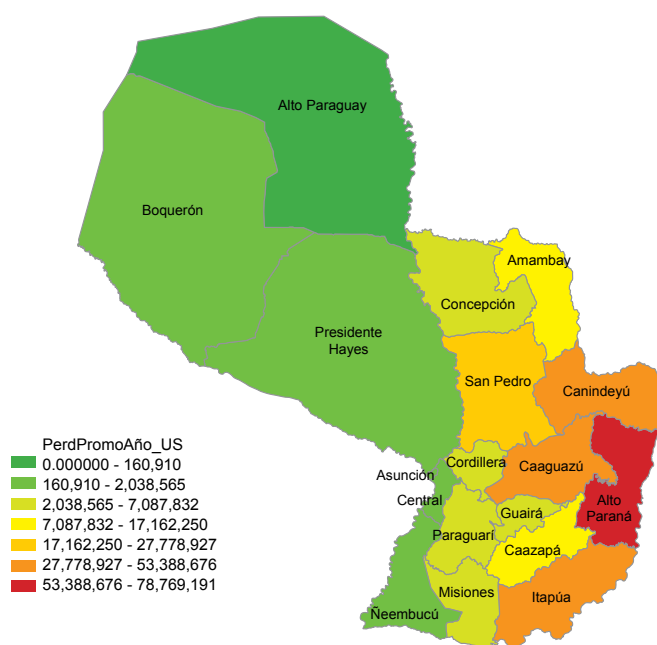 Alto Paraguay
Boquerón
Amambay
Concepción
Presidente
Hayes
San Pedro
Canindeyú
PerdPromoAño_US
0.000000 - 160,910
160,910 - 2,038,565
2,038,565 - 7,087,832
7,087,832 - 17,162,250
17,162,250 - 27,778,927
27,778,927 - 53,388,676
53,388,676 - 78,769,191
Asunción
Cordillera
Caaguazú
Central
Alto
Paraná
Guairá
Paraguarí
Caazapá
Misiones
Itapúa
Ñeembucú